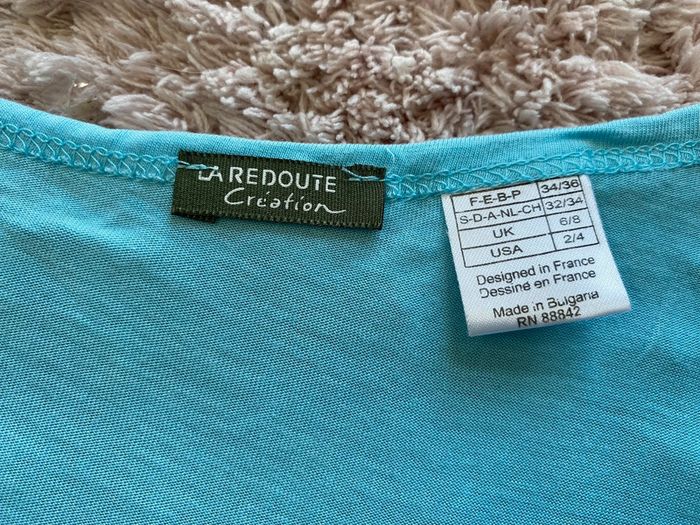 LA REDOUTE
Création
F-E-B-P 34/36
S-D-A-NL-CH 32/34
UK 6/8
USA 2/4
Designed in France
Dessiné en France
Made in Bulgaria
RN 88842